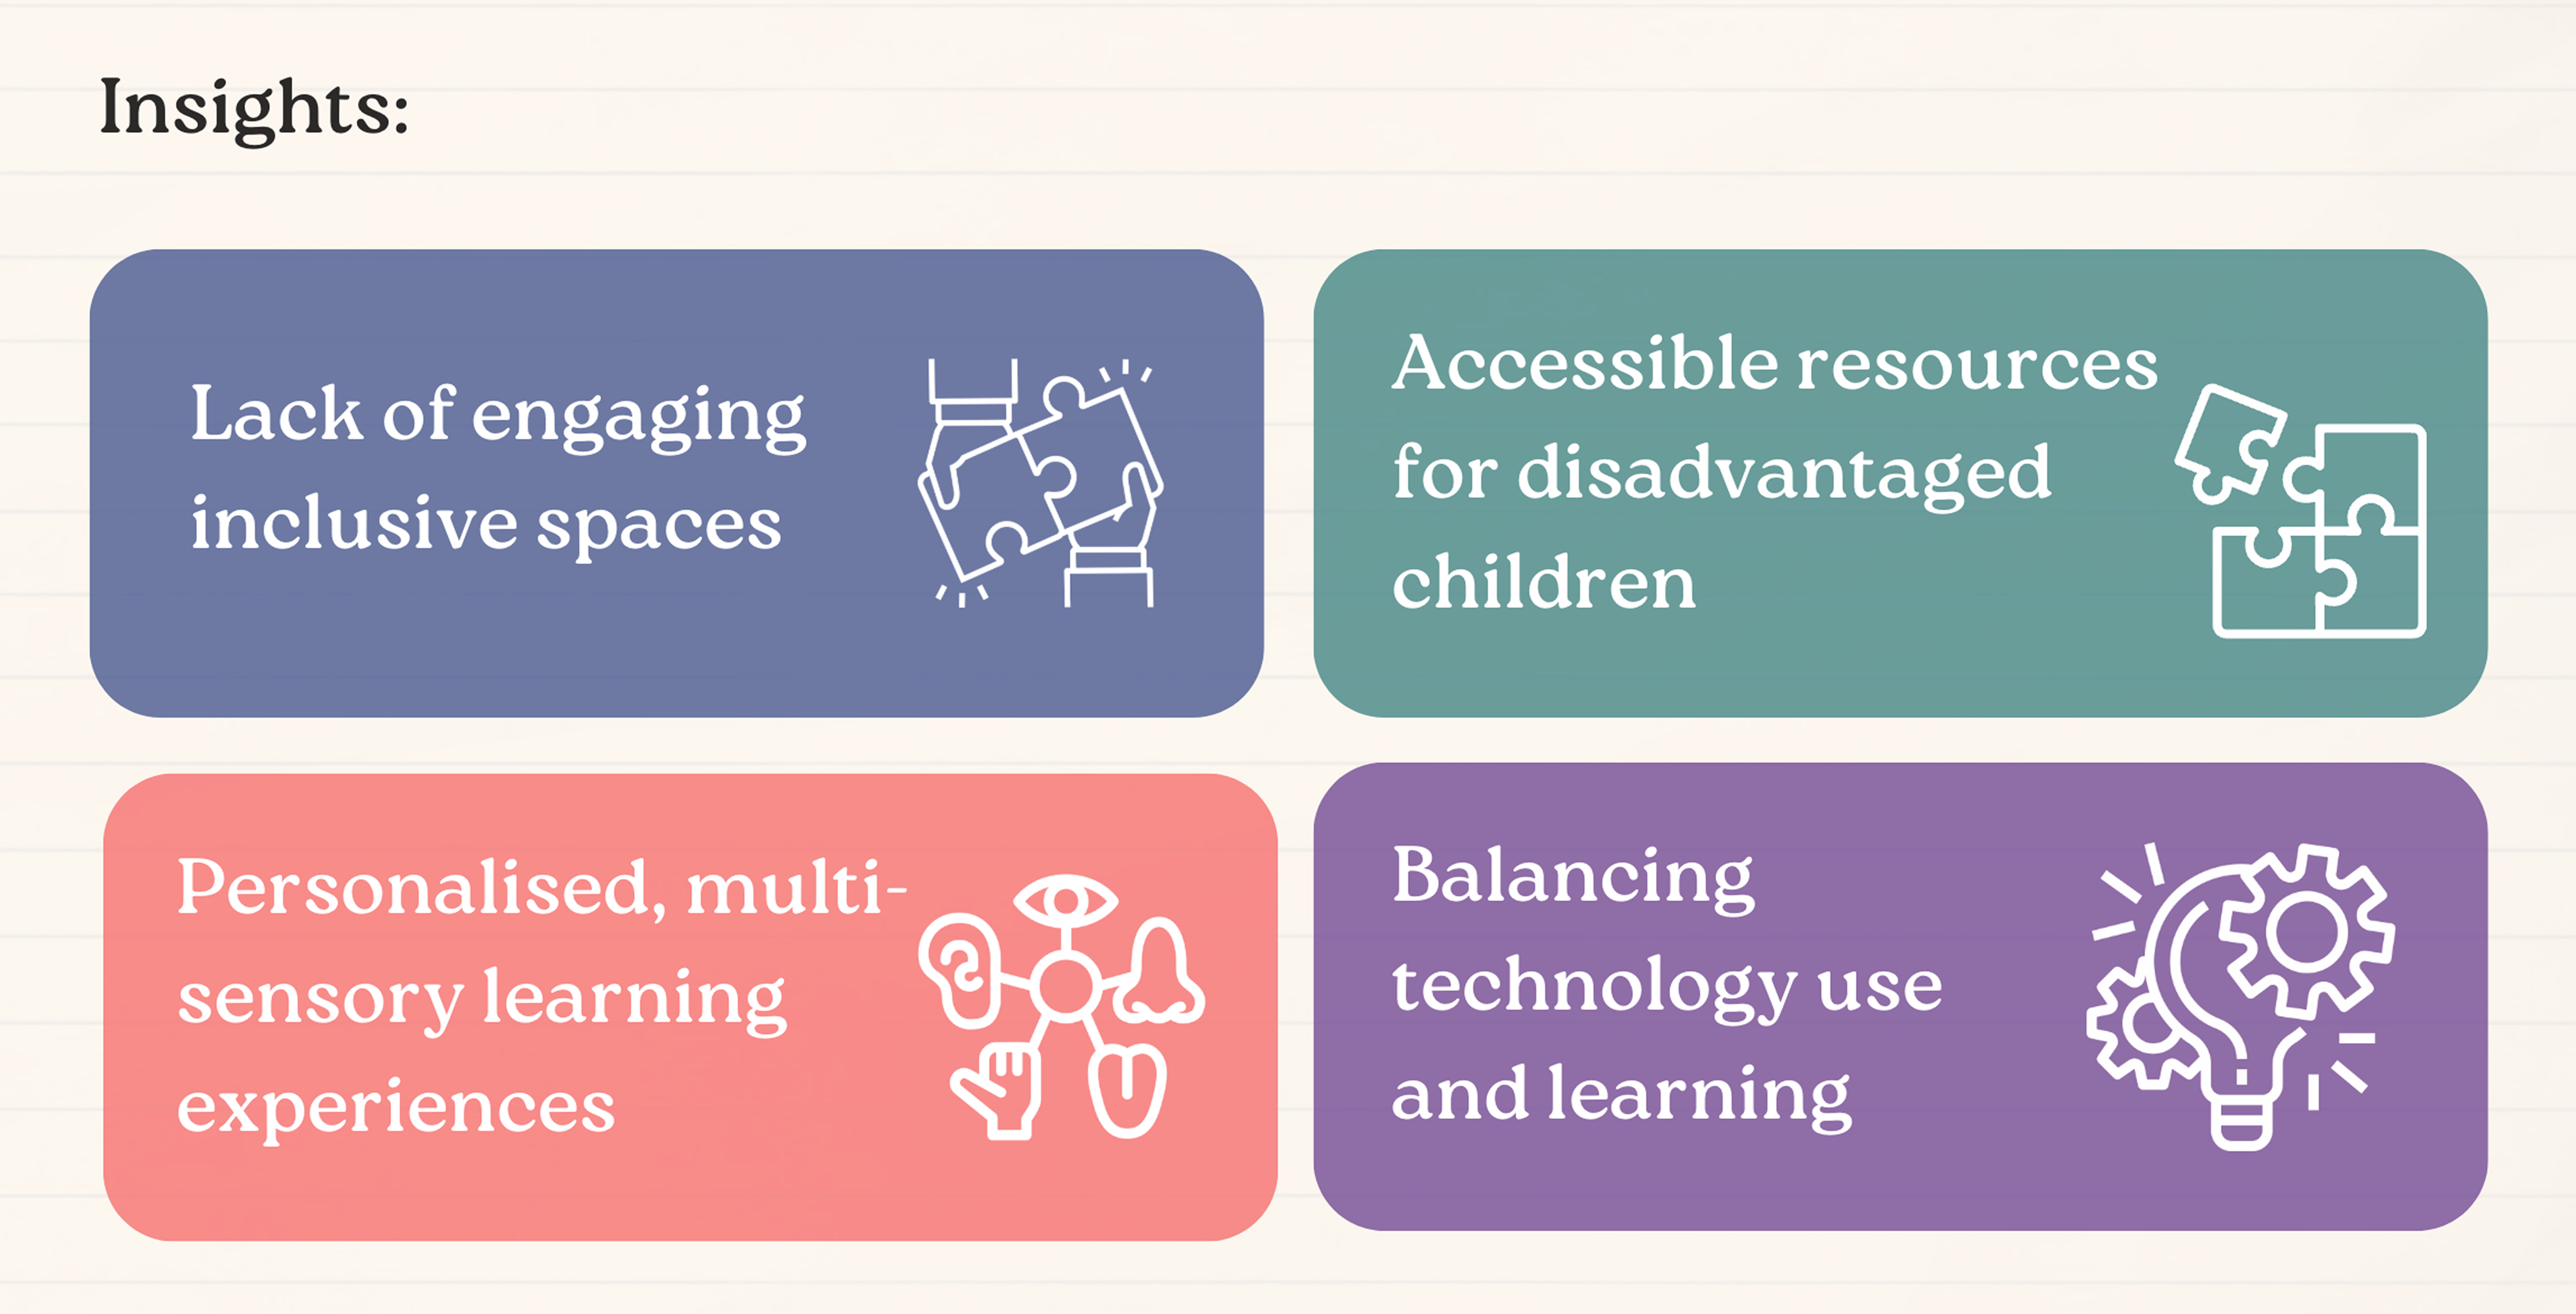 Insights:
Lack of engaging
inclusive spaces
Accessible resources
for disadvantaged
children
Personalised, multi-
sensory learning
experiences
Balancing
technology use
and learning